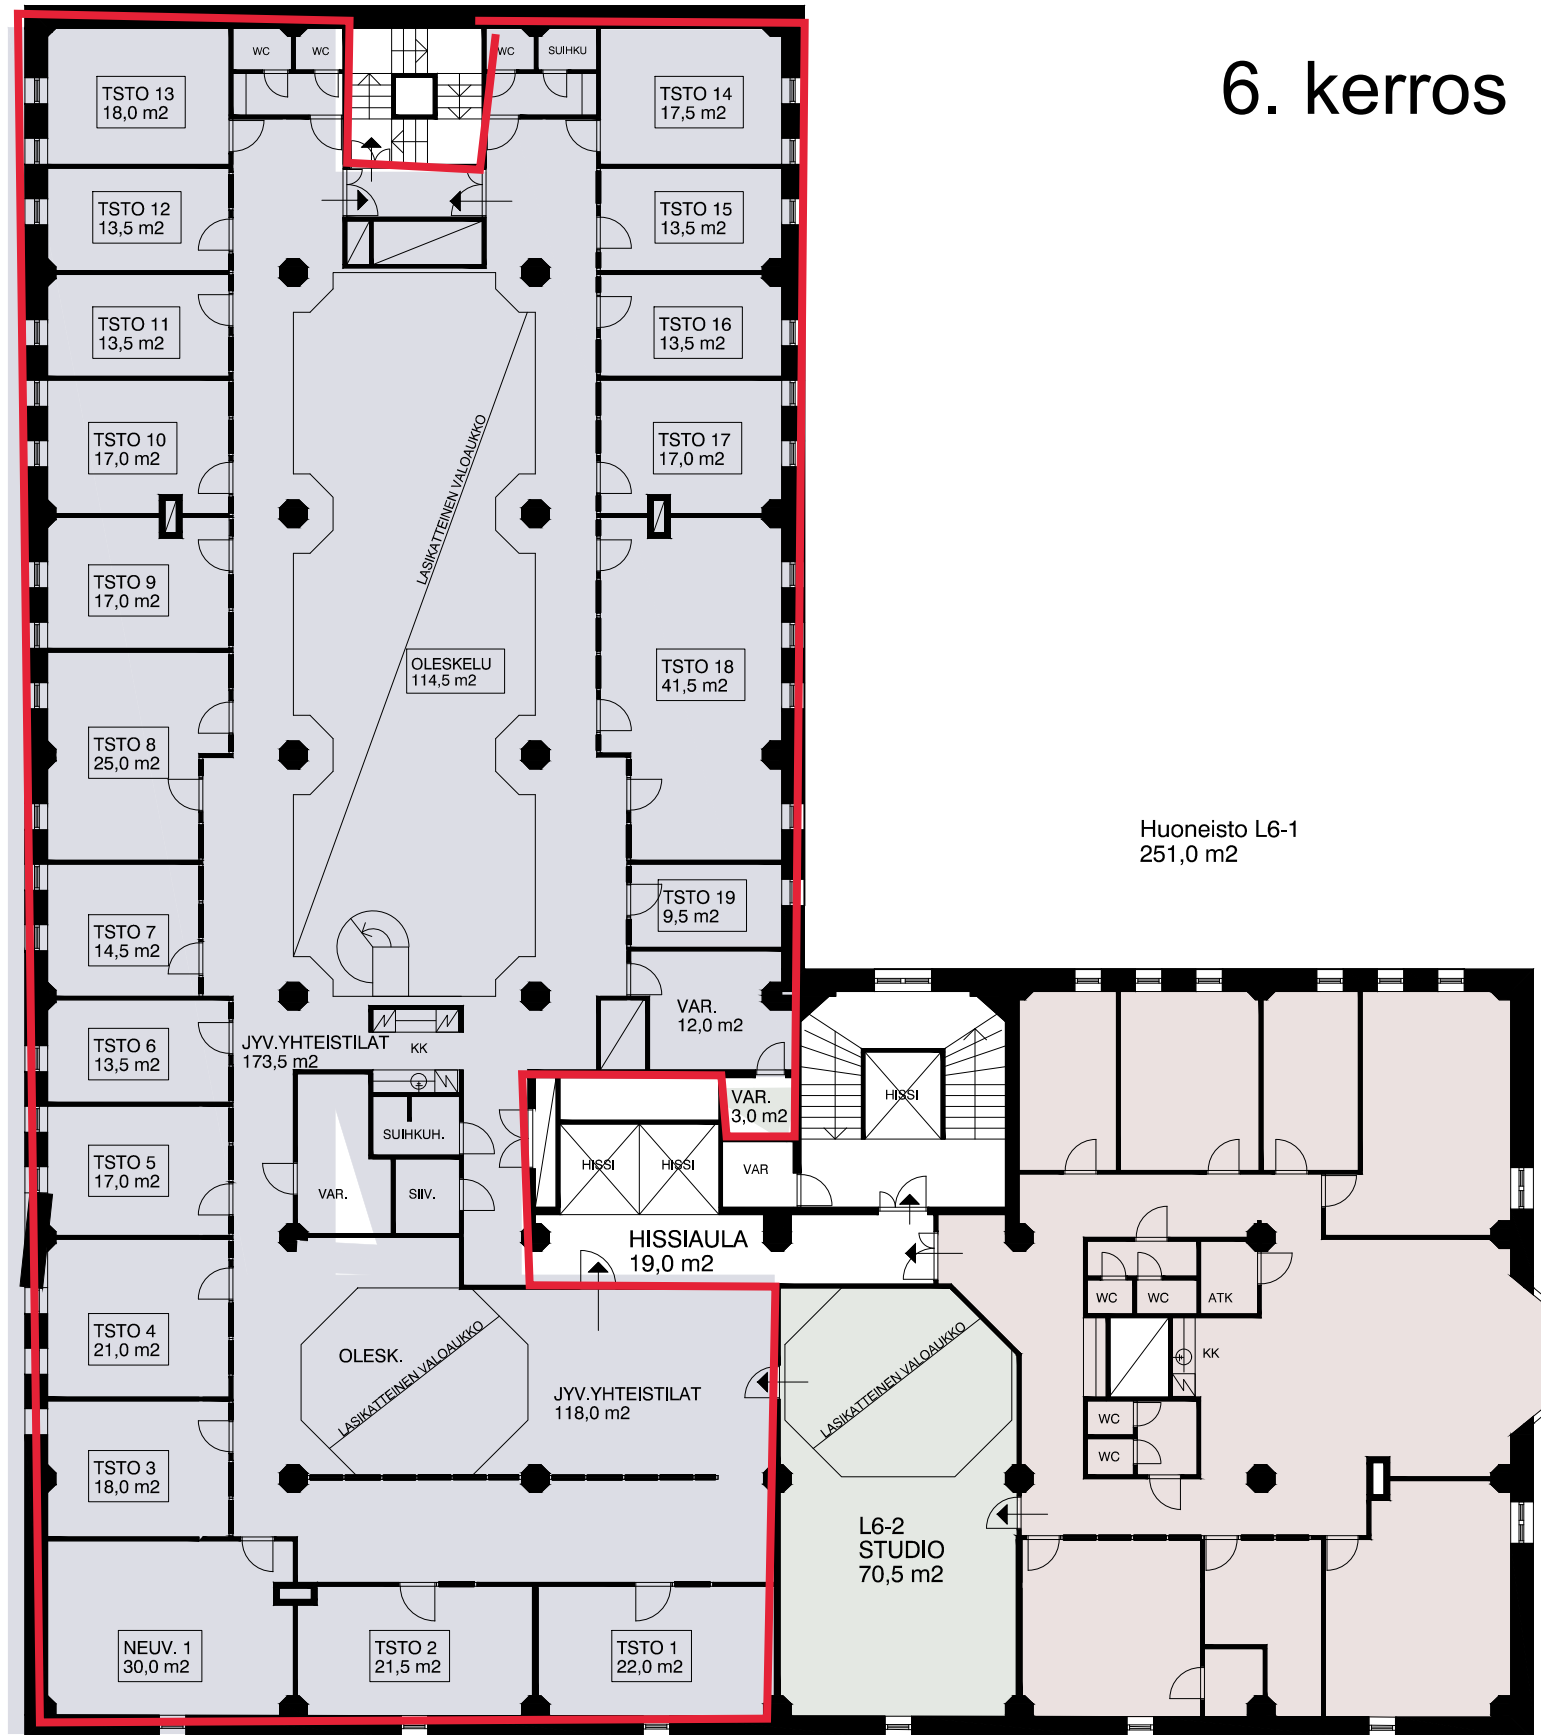 6. kerros
WC
WC
WC
SUIHKU
TSTO 13
18,0 m2
TSTO 14
17,5 m2
TSTO 12
13,5 m2
TSTO 15
13,5 m2
TSTO 11
13,5 m2
TSTO 16
13,5 m2
TSTO 10
17,0 m2
TSTO 17
17,0 m2
LASIKATTEINEN VALOAUKKO
TSTO 9
17,0 m2
OLESKELU
114,5 m2
TSTO 18
41,5 m2
TSTO 8
25,0 m2
Huoneisto L6-1
251,0 m2
TSTO 19
9,5 m2
TSTO 7
14,5 m2
VAR.
12,0 m2
TSTO 6
13,5 m2
JYV.YHTEISTILAT
173,5 m2
KK
VAR.
3,0 m2
HISSI
SUIHKUH.
TSTO 5
17,0 m2
HISSI
HISSI
VAR
VAR.
SIIV.
HISSIAULA
19,0 m2
WC
WC
ATK
TSTO 4
21,0 m2
OLESK.
LASIKATTEINEN VALOAUKKO
LASIKATTEINEN VALOAUKKO
KK
JYV.YHTEISTILAT
118,0 m2
WC
WC
TSTO 3
18,0 m2
L6-2
STUDIO
70,5 m2
NEUV. 1
30,0 m2
TSTO 2
21,5 m2
TSTO 1
22,0 m2